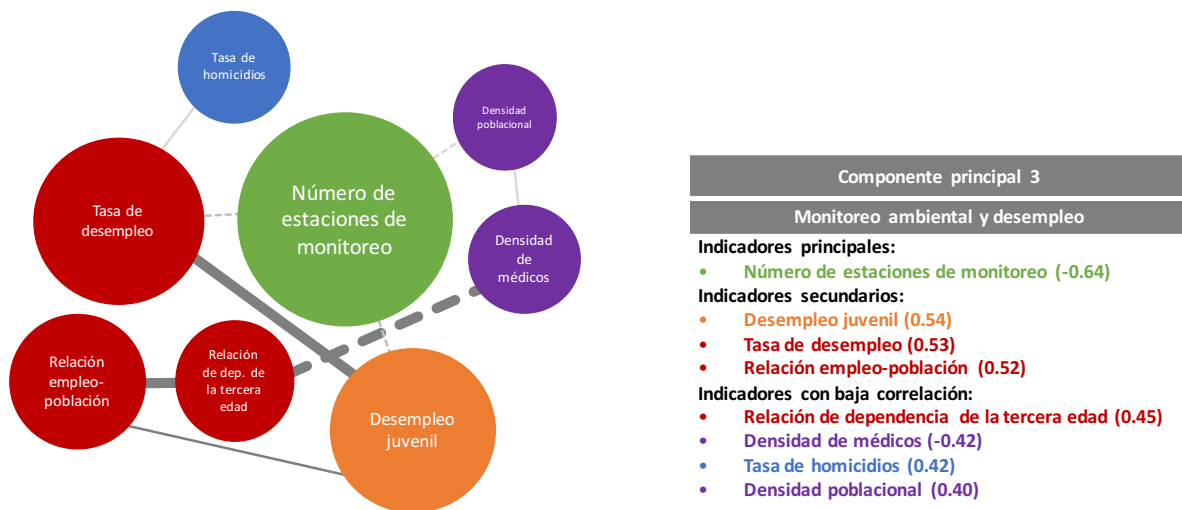 Tasa de
homicidios
Densidad
poblacional
Número de
estaciones de
monitoreo
Tasa de
desempleo
Densidad
de
médicos
Relación
empleo-
población
Relación
de dep. de
la tercera
edad
Desempleo
juvenil
Componente principal 3
Monitoreo ambiental y desempleo
Indicadores principales:
• Número de estaciones de monitoreo (-0.64)
Indicadores secundarios:
• Desempleo juvenil (0.54)
• Tasa de desempleo (0.53)
• Relación empleo-población (0.52)
Indicadores con baja correlación:
• Relación de dependencia de la tercera edad (0.45)
• Densidad de médicos (-0.42)
• Tasa de homicidios (0.42)
• Densidad poblacional (0.40)